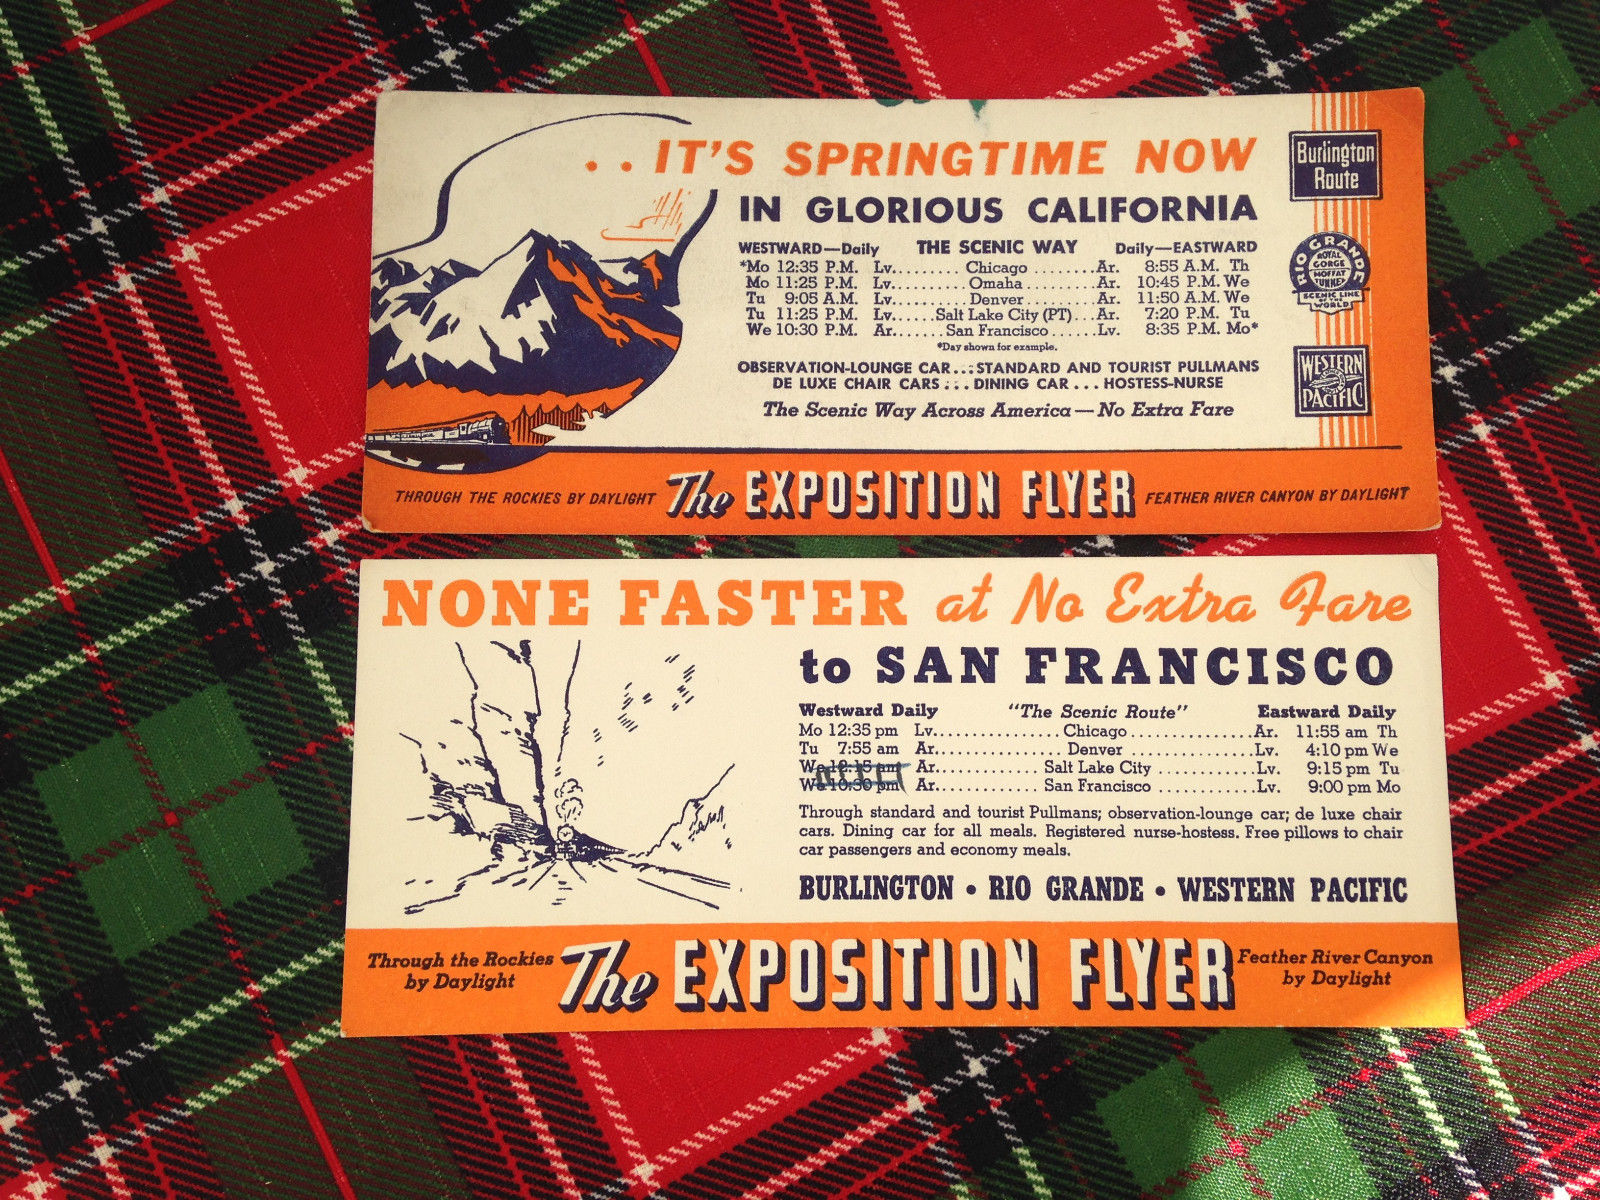 . . IT'S SPRINGTIME NOW
IN GLORIOUS CALIFORNIA
WESTWARD—Daily THE SCENIC WAY Daily—EASTWARD
*Mo 12:35 P.M. Lv......... Chicago .......Ar. 8:55 A.M. Th
Mo 11:25 P.M. Lv.......... Omaha ..........Ar. 10:45 P.M. We
Tu 9:05 A.M. Lv.......... Denver..........Ar. 11:50 A.M. We
Tu 11:25 P.M. Lv......Salt Lake City (PT)...Ar. 7:20 P.M. Tu
We 10:30 P.M. Ar......San Francisco......Lv. 8:35 P.M. Mo*
*Day shown for example.
OBSERVATION-LOUNGE CAR...STANDARD AND TOURIST PULLMANS
DE LUXE CHAIR CARS... DINING CAR... HOSTESS-NURSE
The Scenic Way Across America—No Extra Fare
Burlington
Route
RIO GRANDE
ROYAL
GORGE
MOFFAT
TUNNEL
SCENIC LINE
OF THE
WORLD
WESTERN
PACIFIC
THROUGH THE ROCKIES BY DAYLIGHT The EXPOSITION FLYER FEATHER RIVER CANYON BY DAYLIGHT
NONE FASTER at No Extra Fare
to SAN FRANCISCO
Westward Daily "The Scenic Route" Eastward Daily
Mo 12:35 pm Lv................Chicago...............Ar. 11:55 am Th
Tu 7:55 am Ar................ Denver ................Lv. 4:10 pm We
We 12:15 am Ar............. Salt Lake City ............Lv. 9:15 pm Tu
We 10:30 pm Ar............. San Francisco ............Lv. 9:00 pm Mo
Through standard and tourist Pullmans; observation-lounge car; de luxe chair
cars. Dining car for all meals. Registered nurse-hostess. Free pillows to chair
car passengers and economy meals.
BURLINGTON • RIO GRANDE • WESTERN PACIFIC
Through the Rockies
by Daylight
The EXPOSITION FLYER
Feather River Canyon
by Daylight